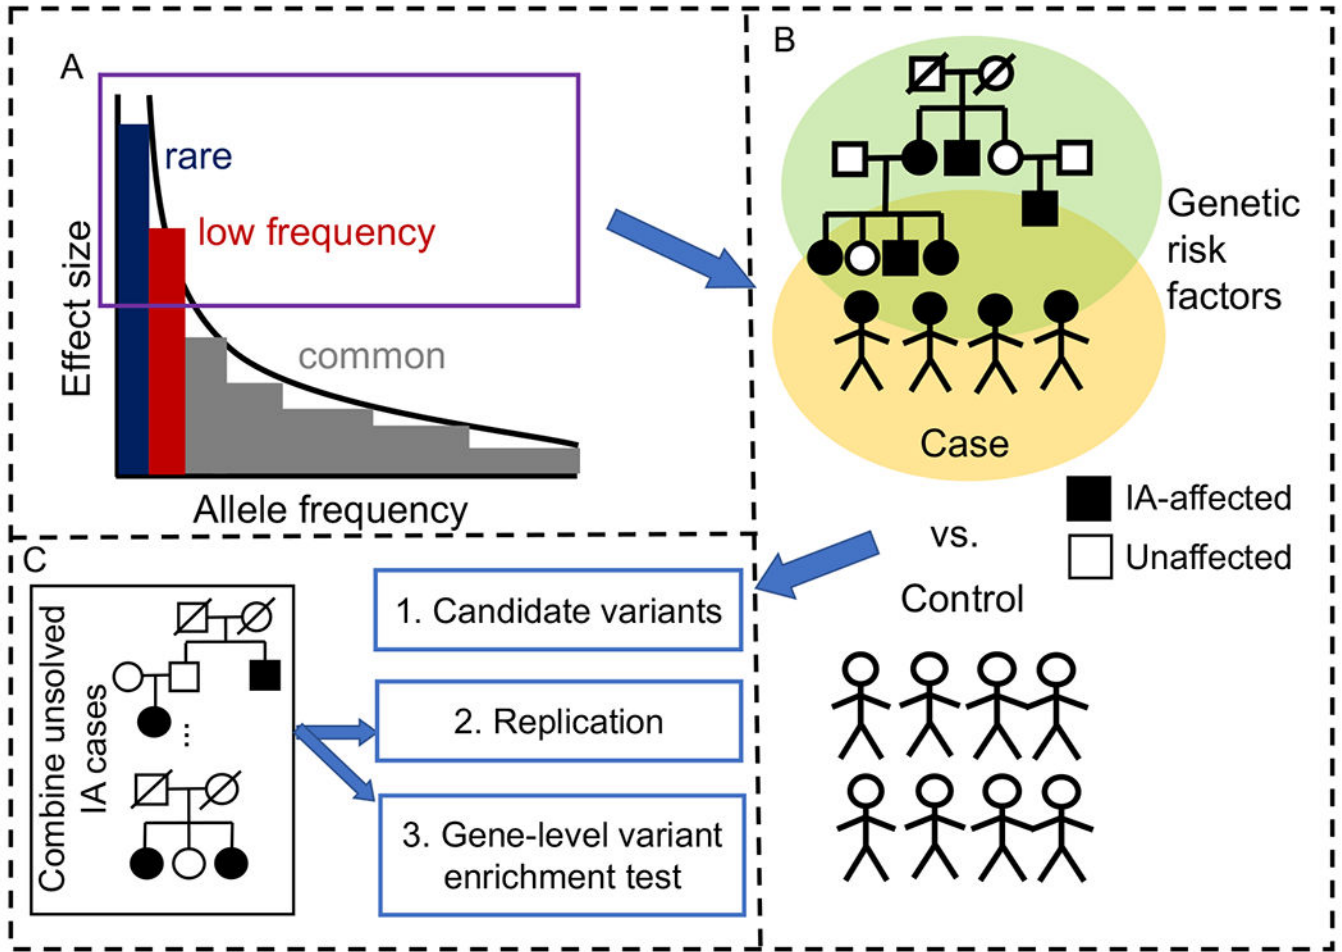 A
rare
low frequency
common
Effect size
Allele frequency
B
Genetic
risk
factors
Case
IA-affected
Unaffected
vs.
Control
C
Combine unsolved
IA cases
...
1. Candidate variants
2. Replication
3. Gene-level variant
enrichment test